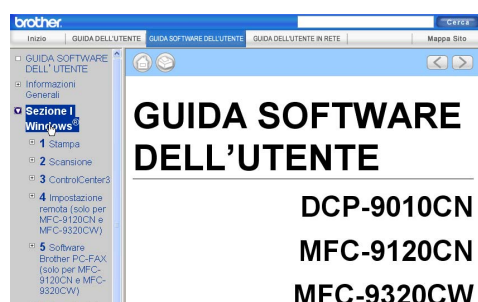 brother.
Cerca
Inizio GUIDA DELL'UTENTE GUIDA SOFTWARE DELL'UTENTE GUIDA DELL'UTENTE IN RETE Mappa Sito
GUIDA SOFTWARE
DELL' UTENTE
Informazioni
Generali
Sezione I
Windows®
1 Stampa
2 Scansione
3 ControlCenter3
4 Impostazione
remota (solo per
MFC-9120CN e
MFC-9320CW)
5 Software
Brother PC-FAX
(solo per MFC-
9120CN e MFC-
9320CW)
GUIDA SOFTWARE
DELL'UTENTE
DCP-9010CN
MFC-9120CN
MFC-9320CW